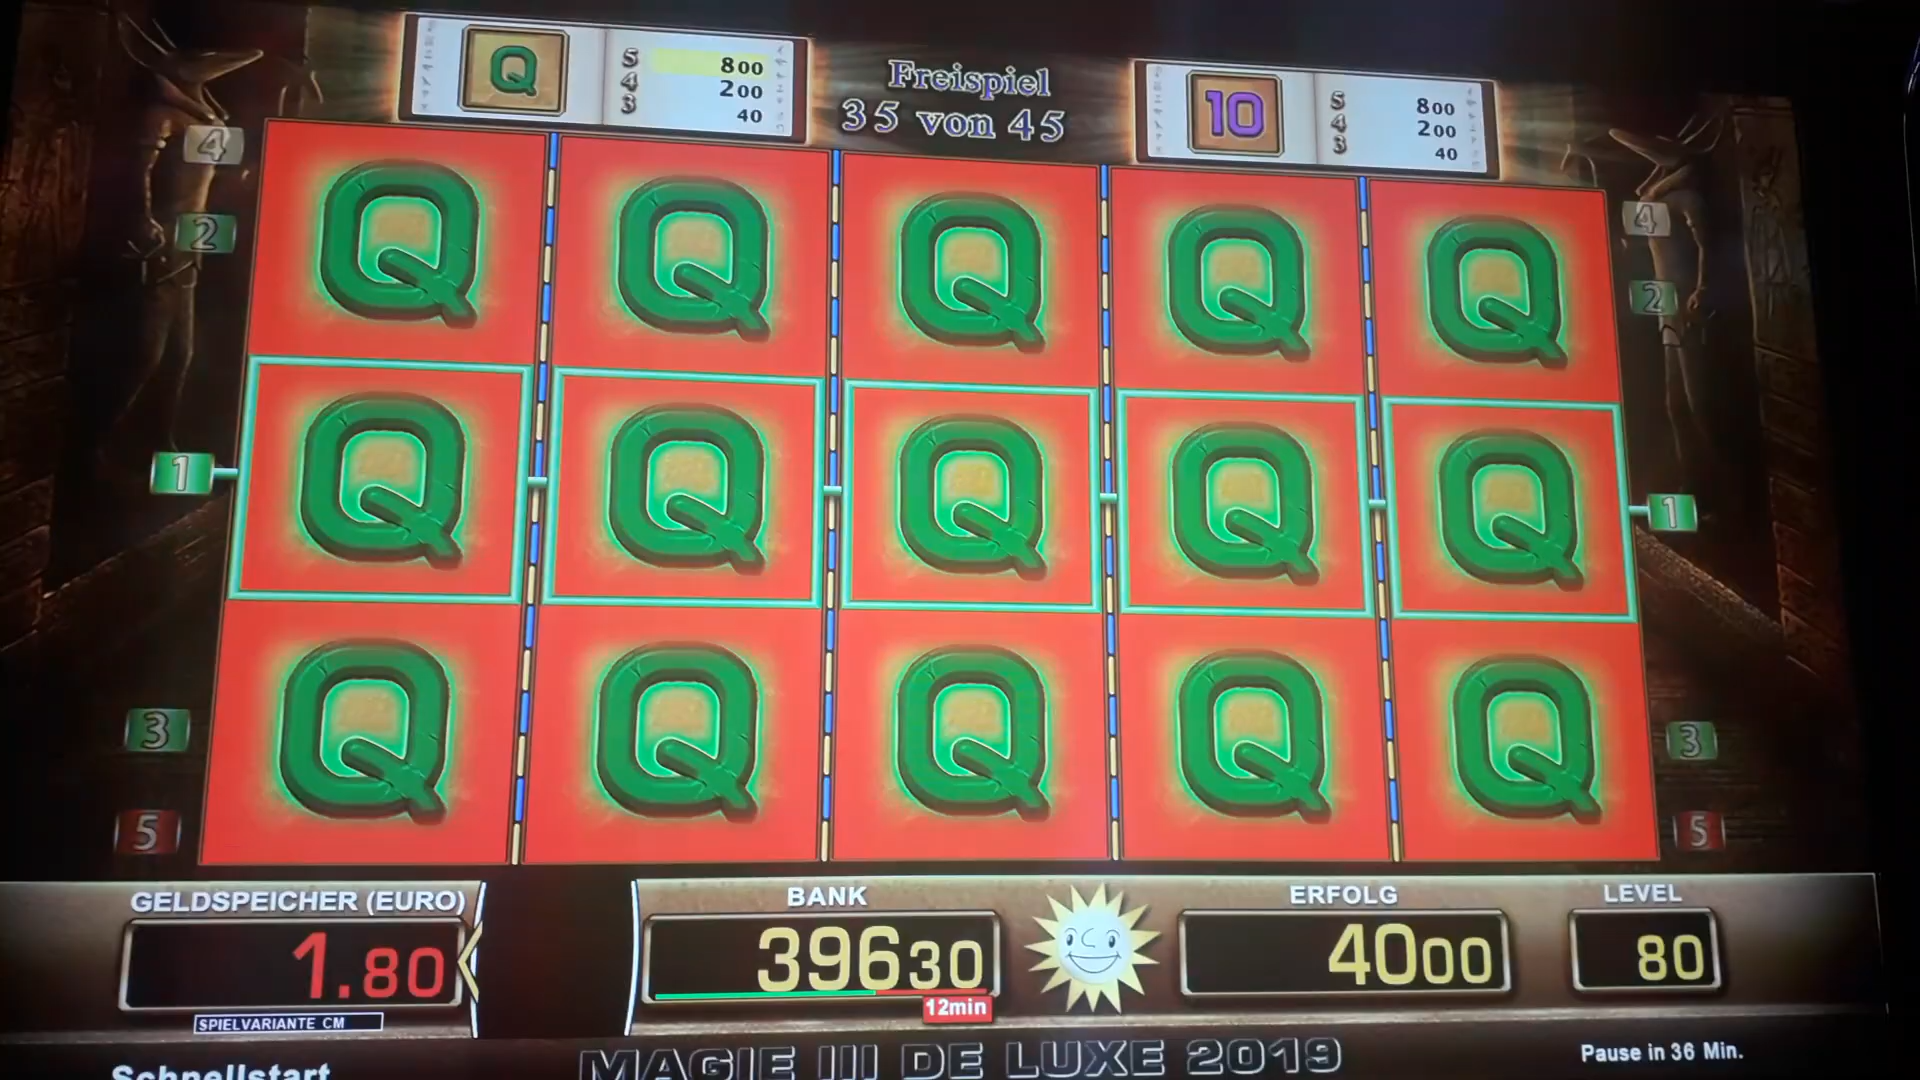 Q 5 800
4 200
3 40
Freispiel
35 von 45
10 5 800
4 200
3 40
4 4
2 2
Q Q Q Q Q
1 Q Q Q Q Q 1
3 Q Q Q Q Q 3
5 5
GELDSPEICHER (EURO)
1.80
SPIELVARIANTE CM
BANK
39630
12min
ERFOLG
4000
LEVEL
80
Schnellstart
MAGIE III DE LUXE 2019
Pause in 36 Min.